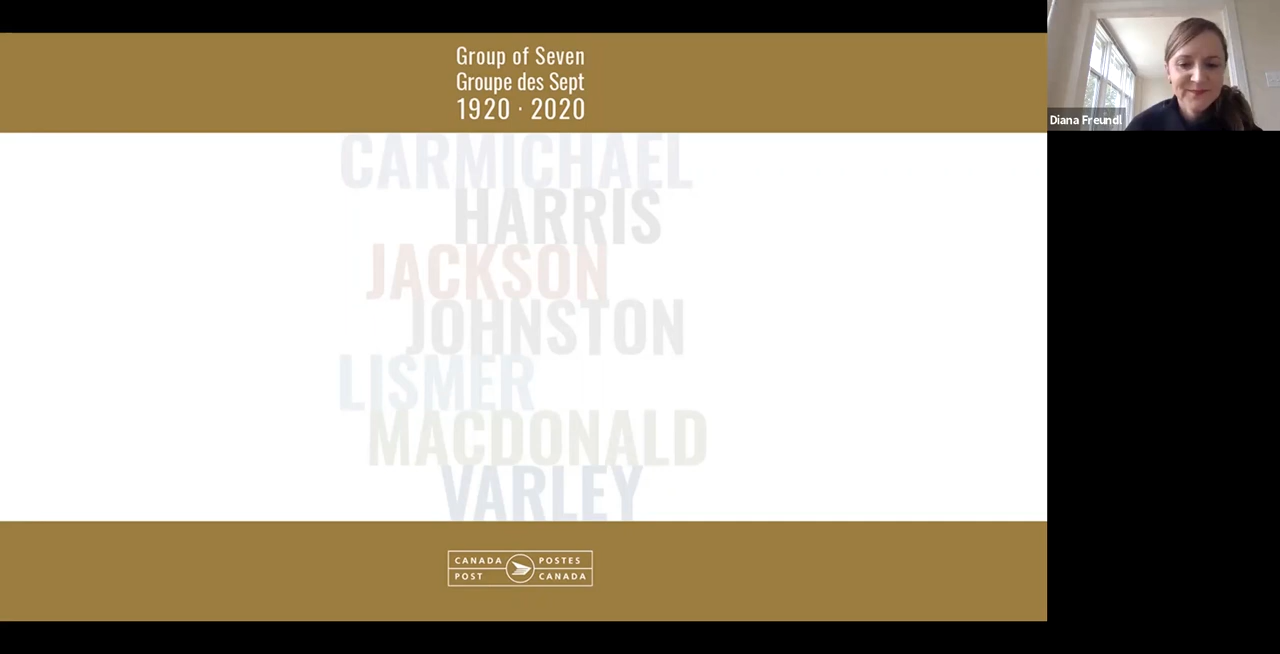 Group of Seven
Groupe des Sept
1920 · 2020
CARMICHAEL
HARRIS
JACKSON
JOHNSTON
LISMER
MACDONALD
VARLEY
CANADA POSTES
POST CANADA
Diana Freundl